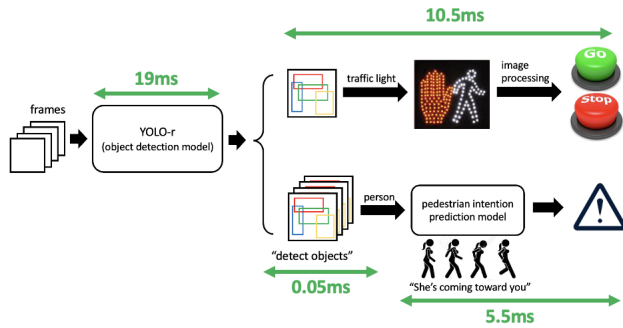 10.5ms
19ms
frames
YOLO-r
(object detection model)
traffic light
image
processing
Go
Stop
person
pedestrian intention
prediction model
"detect objects"
0.05ms
"She's coming toward you"
5.5ms